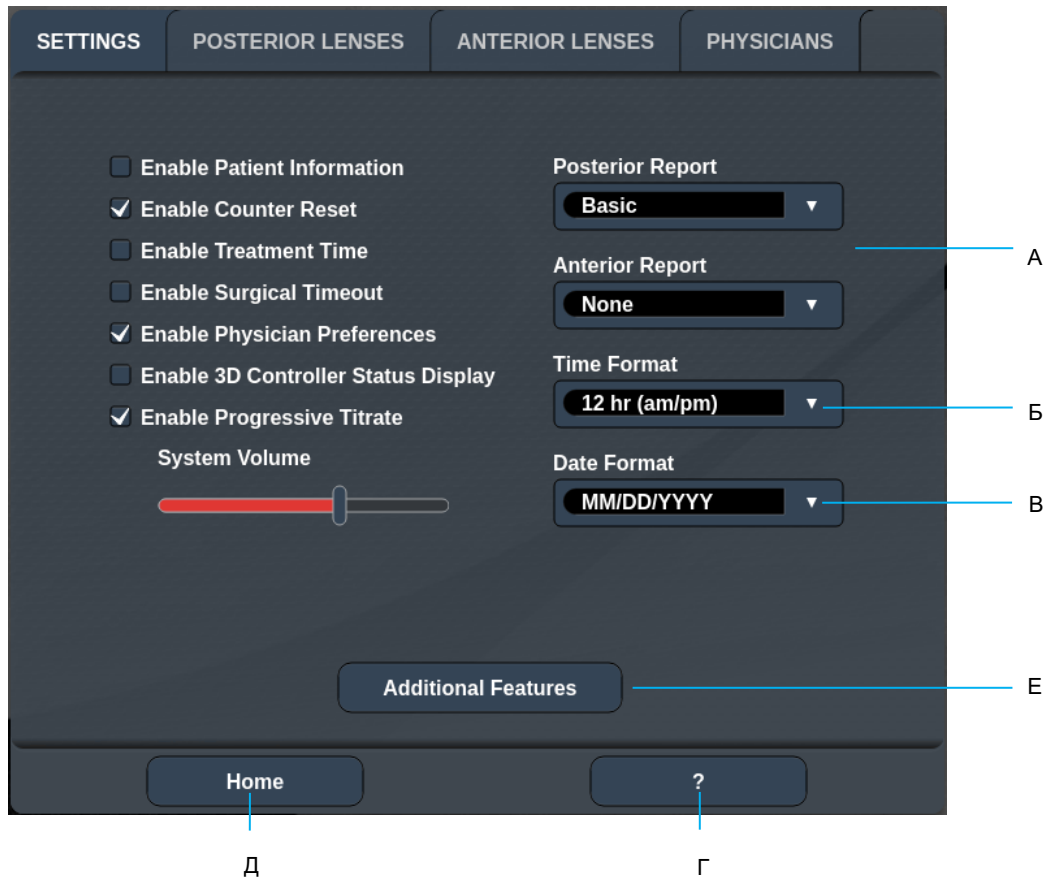 SETTINGS POSTERIOR LENSES ANTERIOR LENSES PHYSICIANS
Enable Patient Information
Enable Counter Reset
Enable Treatment Time
Enable Surgical Timeout
Enable Physician Preferences
Enable 3D Controller Status Display
Enable Progressive Titrate
System Volume
Posterior Report
Basic
А
Anterior Report
None
Time Format
12 hr (am/pm)
Б
Date Format
MM/DD/YYYY
В
Additional Features
Е
Home
?
Д
Г